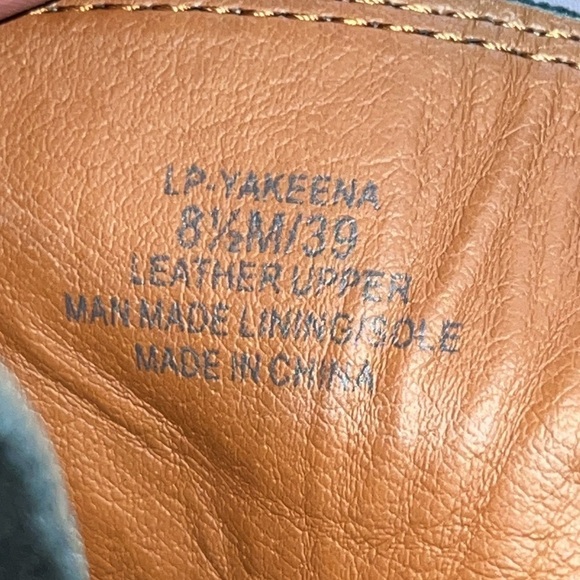 LP-YAKEENA
8½M/39
LEATHER UPPER
MAN MADE LINING/SOLE
MADE IN CHINA